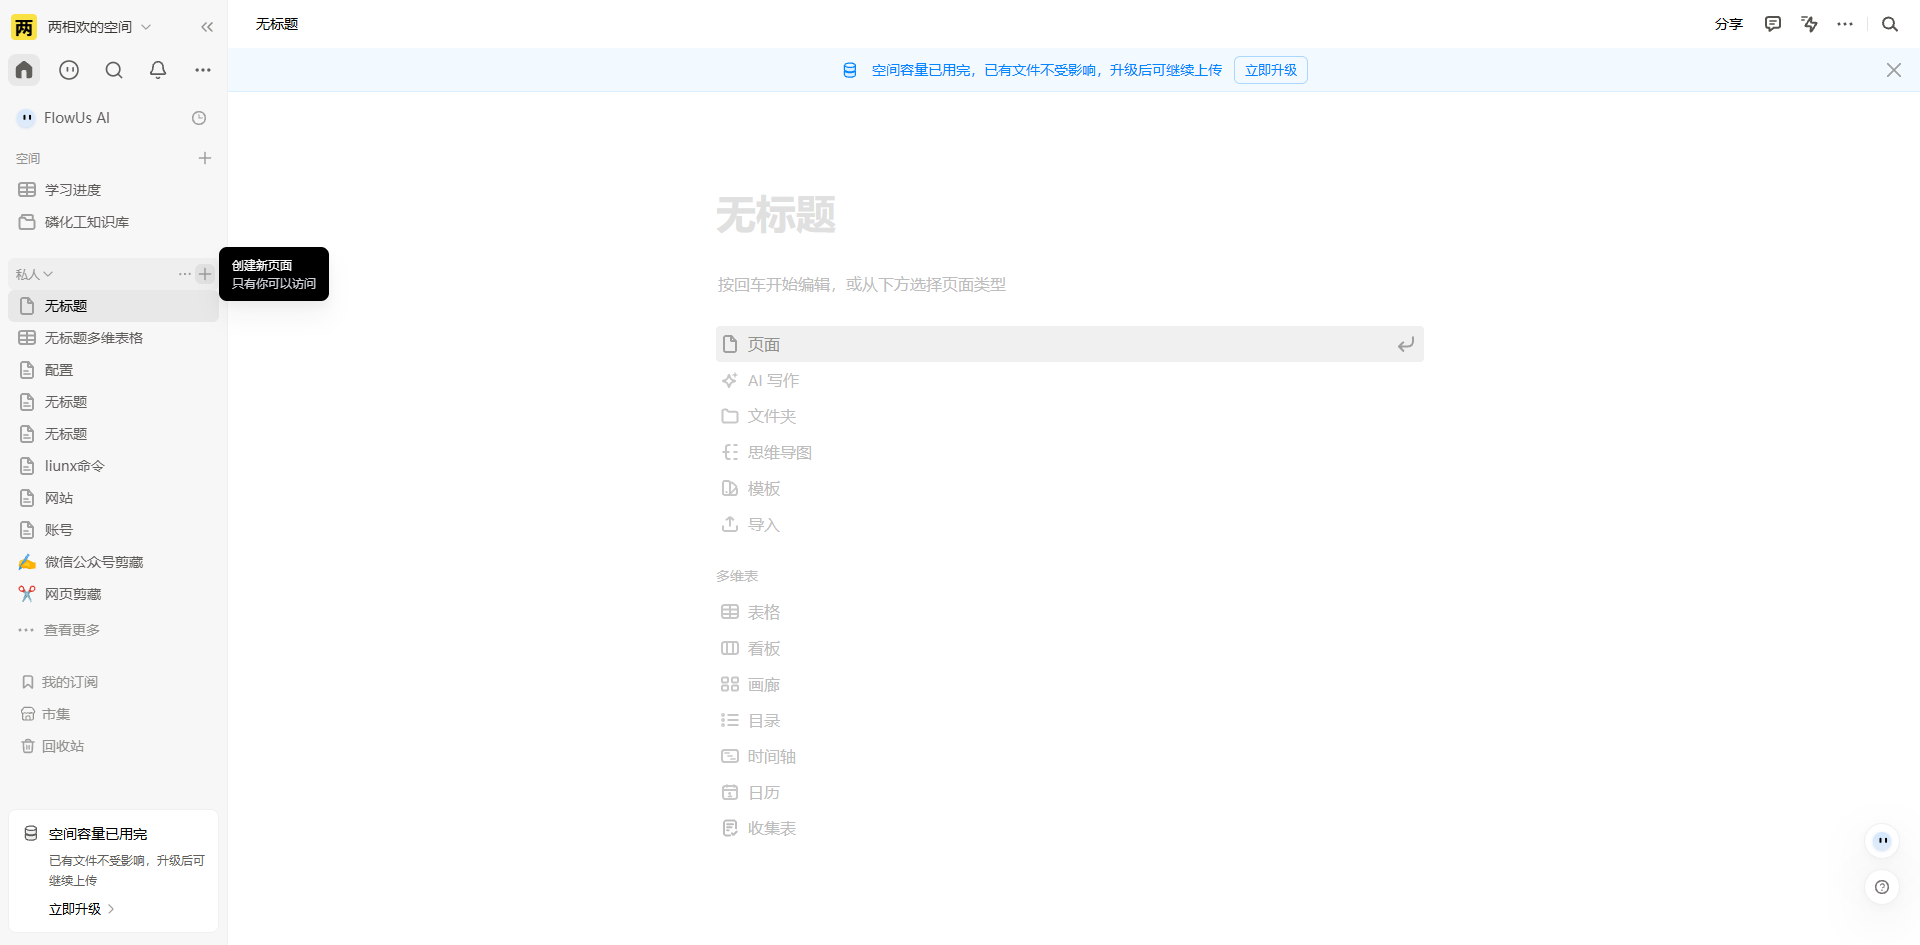 两 两相欢的空间
FlowUs AI
空间
学习进度
磷化工知识库
私人
创建新页面
只有你可以访问
无标题
无标题多维表格
配置
无标题
无标题
liunx命令
网站
账号
微信公众号剪藏
网页剪藏
查看更多
我的订阅
市集
回收站
空间容量已用完
已有文件不受影响，升级后可
继续上传
立即升级
无标题
分享
空间容量已用完，已有文件不受影响，升级后可继续上传 立即升级
无标题
按回车开始编辑，或从下方选择页面类型
页面
AI 写作
文件夹
思维导图
模板
导入
多维表
表格
看板
画廊
目录
时间轴
日历
收集表